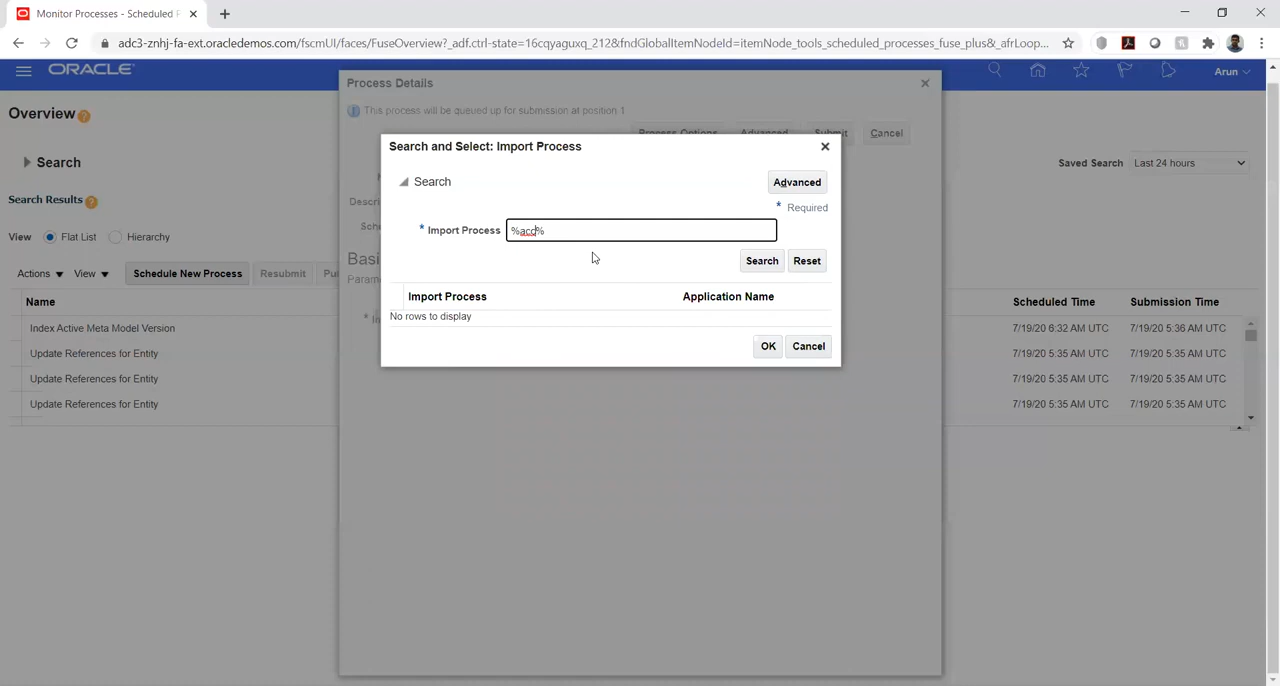 Monitor Processes - Scheduled P
adc3-znhj-fa-ext.oracledemos.com/fscmUI/faces/FuseOverview?_adf.ctrl-state=16cqyaguxq_212&fndGlobalItemNodeId=itemNode_tools_scheduled_processes_fuse_plus&_afrLoop...
ORACLE
Arun
Process Details
This process will be queued up for submission at position 1
Overview
Process Options Advanced Submit Cancel
Search and Select: Import Process
Search
Saved Search Last 24 hours
Search
Advanced
Required
Search Results
Descri
* Import Process %acc%
Sche
View Flat List Hierarchy
Basi
Search Reset
Actions View Schedule New Process Resubmit
Parame
Import Process Application Name
Name Scheduled Time Submission Time
No rows to display
Index Active Meta Model Version 7/19/20 6:32 AM UTC 7/19/20 5:36 AM UTC
OK Cancel
Update References for Entity 7/19/20 5:35 AM UTC 7/19/20 5:35 AM UTC
Update References for Entity 7/19/20 5:35 AM UTC 7/19/20 5:35 AM UTC
Update References for Entity 7/19/20 5:35 AM UTC 7/19/20 5:35 AM UTC